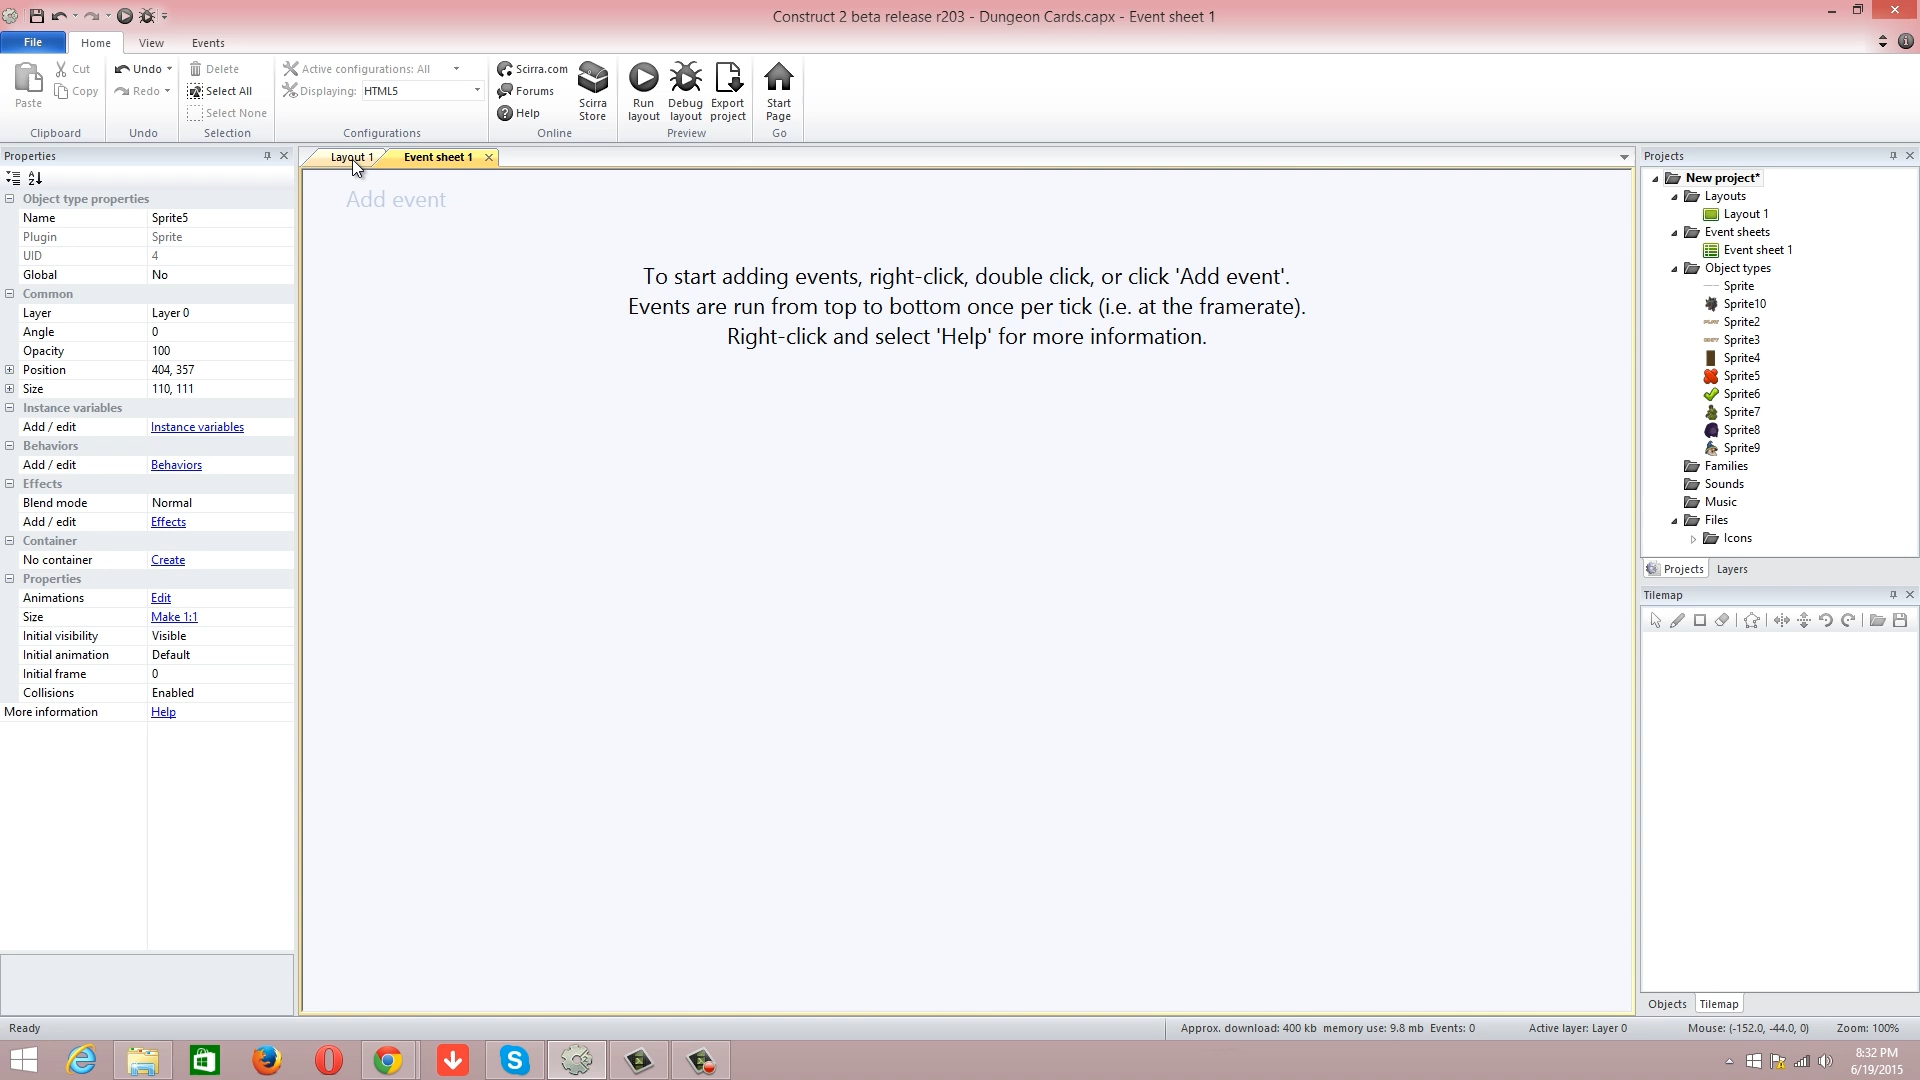 Construct 2 beta release r203 - Dungeon Cards.capx - Event sheet 1
File Home View Events
Paste
Cut
Copy
Clipboard
Undo
Redo
Undo
Delete
Select All
Select None
Selection
Active configurations: All
Displaying: HTML5
Configurations
Scirra.com
Forums
Help
Scirra Store
Online
Run layout
Debug layout
Export project
Preview
Start Page
Go
Properties
Object type properties
Name Sprite5
Plugin Sprite
UID 4
Global No
Common
Layer Layer 0
Angle 0
Opacity 100
Position 404, 357
Size 110, 111
Instance variables
Add / edit Instance variables
Behaviors
Add / edit Behaviors
Effects
Blend mode Normal
Add / edit Effects
Container
No container Create
Properties
Animations Edit
Size Make 1:1
Initial visibility Visible
Initial animation Default
Initial frame 0
Collisions Enabled
More information Help
Layout 1 Event sheet 1
Add event
To start adding events, right-click, double click, or click 'Add event'.
Events are run from top to bottom once per tick (i.e. at the framerate).
Right-click and select 'Help' for more information.
Projects
New project*
Layouts
Layout 1
Event sheets
Event sheet 1
Object types
Sprite
Sprite10
Sprite2
Sprite3
Sprite4
Sprite5
Sprite6
Sprite7
Sprite8
Sprite9
Families
Sounds
Music
Files
Icons
Projects Layers
Tilemap
Objects Tilemap
Ready
Approx. download: 400 kb memory use: 9.8 mb Events: 0
Active layer: Layer 0
Mouse: (-152.0, -44.0, 0)
Zoom: 100%
8:32 PM
6/19/2015